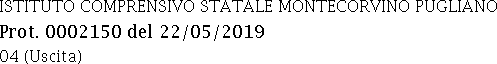 ISTITUTO COMPRENSIVO STATALE MONTECORVINO PUGLIANO
Prot. 0002150 del 22/05/2019
04 (Uscita)